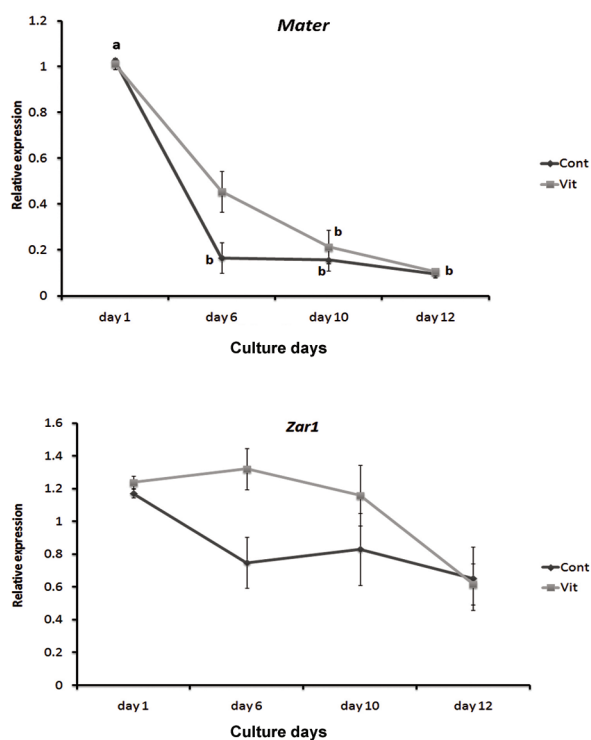 Mater
1.2
a
1
0.8
0.6
0.4
0.2
0
b
b
b
b
Relative expression
Cont
Vit
day 1
day 6
day 10
day 12
Culture days
Zar1
1.6
1.4
1.2
1
0.8
0.6
0.4
0.2
0
Relative expression
Cont
Vit
day 1
day 6
day 10
day 12
Culture days